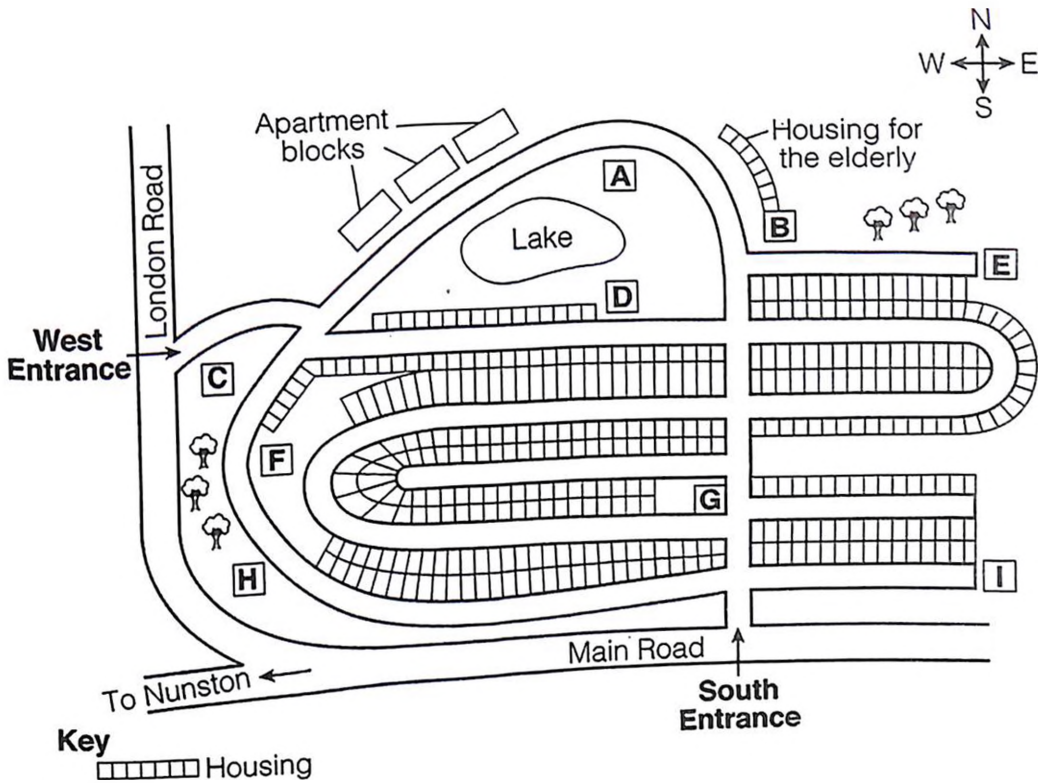 N
W E
S
Apartment
blocks
Housing for
the elderly
London Road
A
B
Lake
E
D
West
Entrance
C
F
G
H
I
Main Road
To Nunston
South
Entrance
Key
Housing